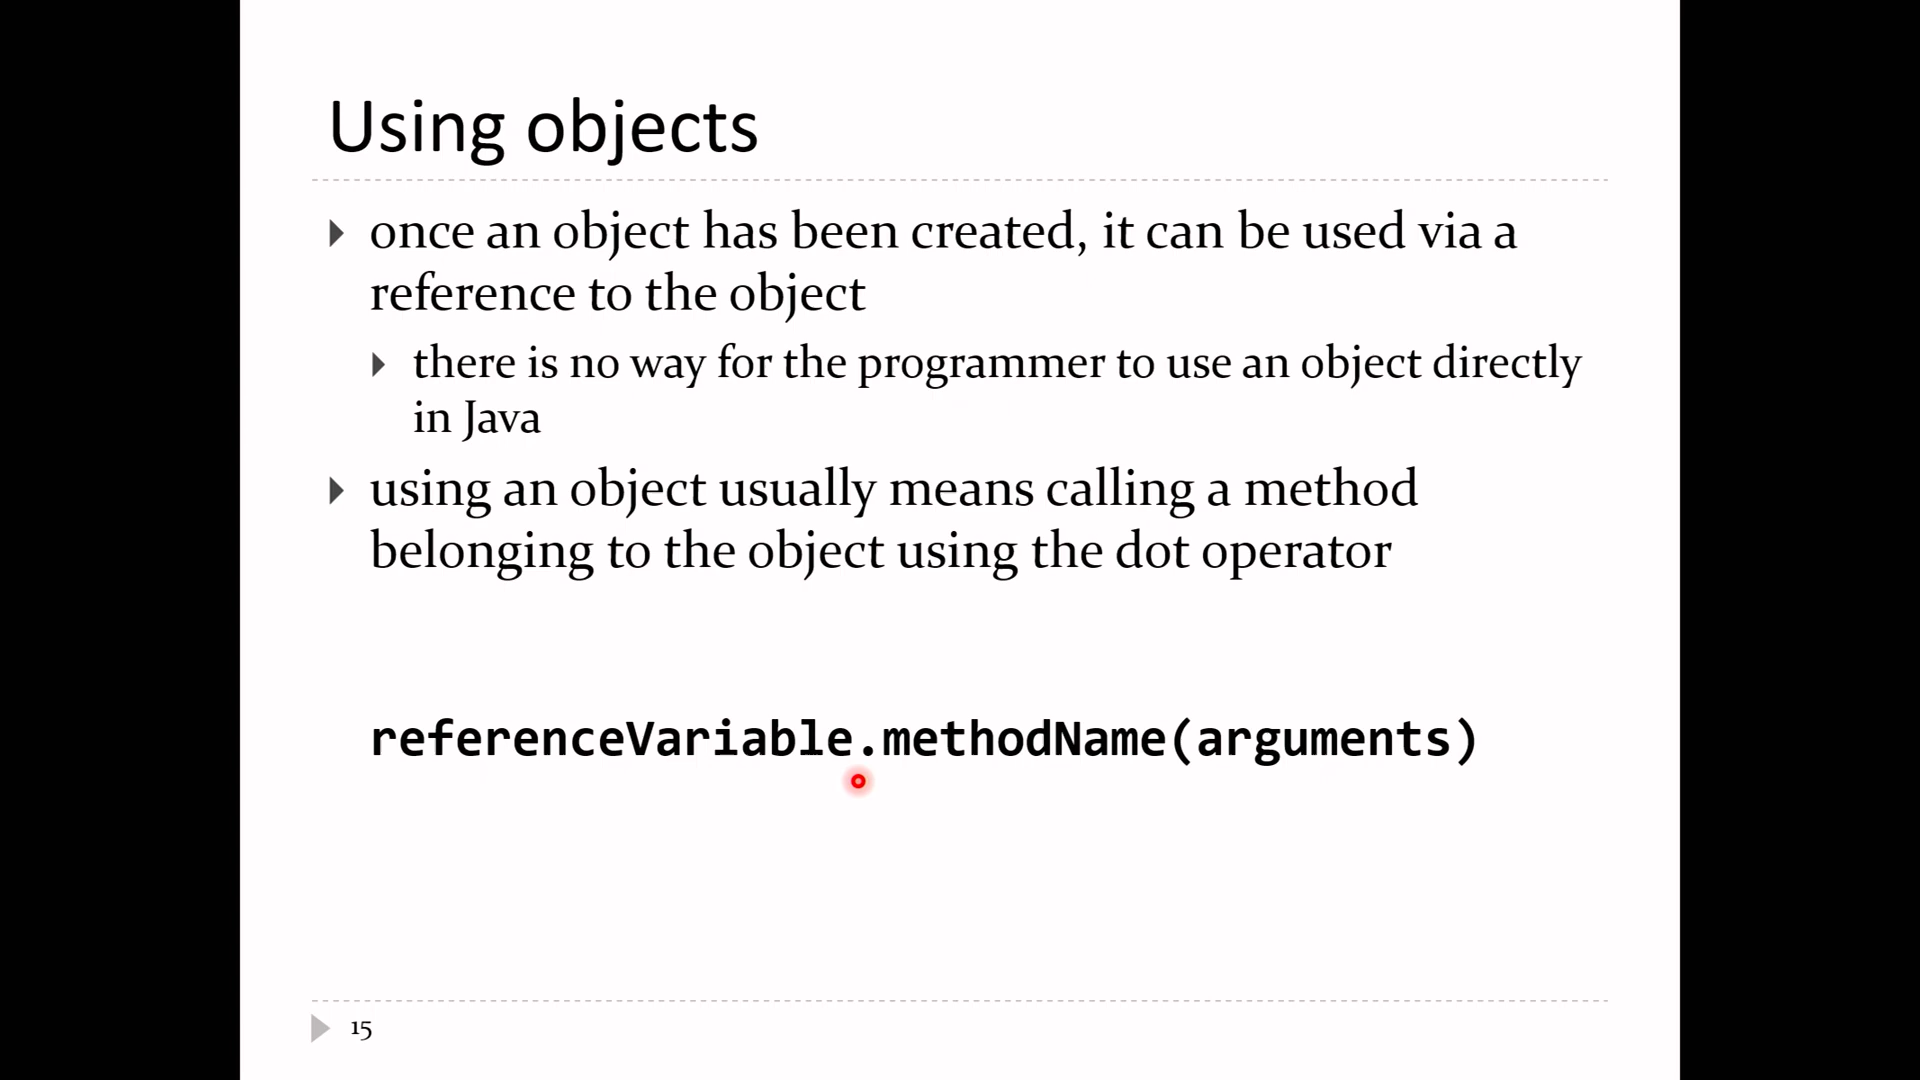 Using objects
once an object has been created, it can be used via a
reference to the object
there is no way for the programmer to use an object directly
in Java
using an object usually means calling a method
belonging to the object using the dot operator
referenceVariable.methodName(arguments)
15